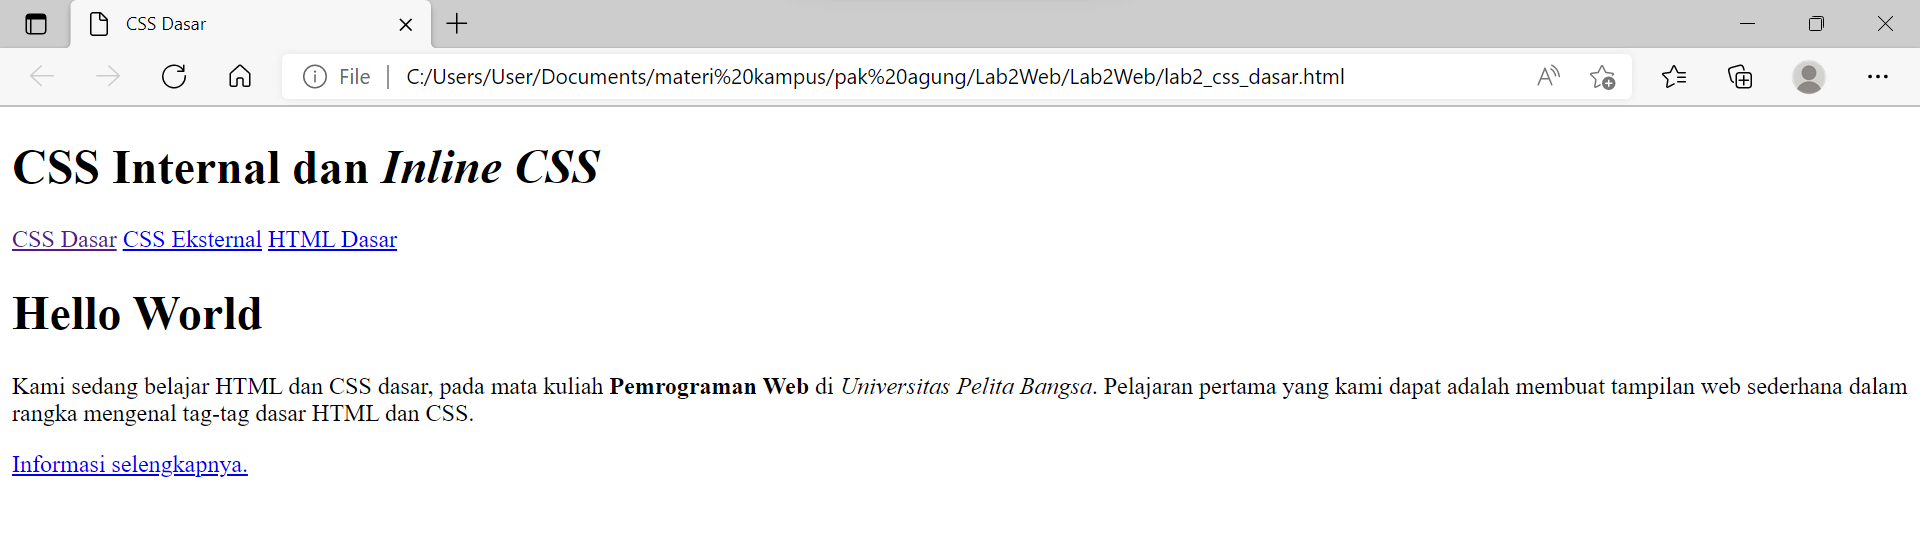 CSS Dasar
File
C:/Users/User/Documents/materi%20kampus/pak%20agung/Lab2Web/Lab2Web/lab2_css_dasar.html
CSS Internal dan Inline CSS
CSS Dasar CSS Eksternal HTML Dasar
Hello World
Kami sedang belajar HTML dan CSS dasar, pada mata kuliah Pemrograman Web di Universitas Pelita Bangsa. Pelajaran pertama yang kami dapat adalah membuat tampilan web sederhana dalam
rangka mengenal tag-tag dasar HTML dan CSS.
Informasi selengkapnya.